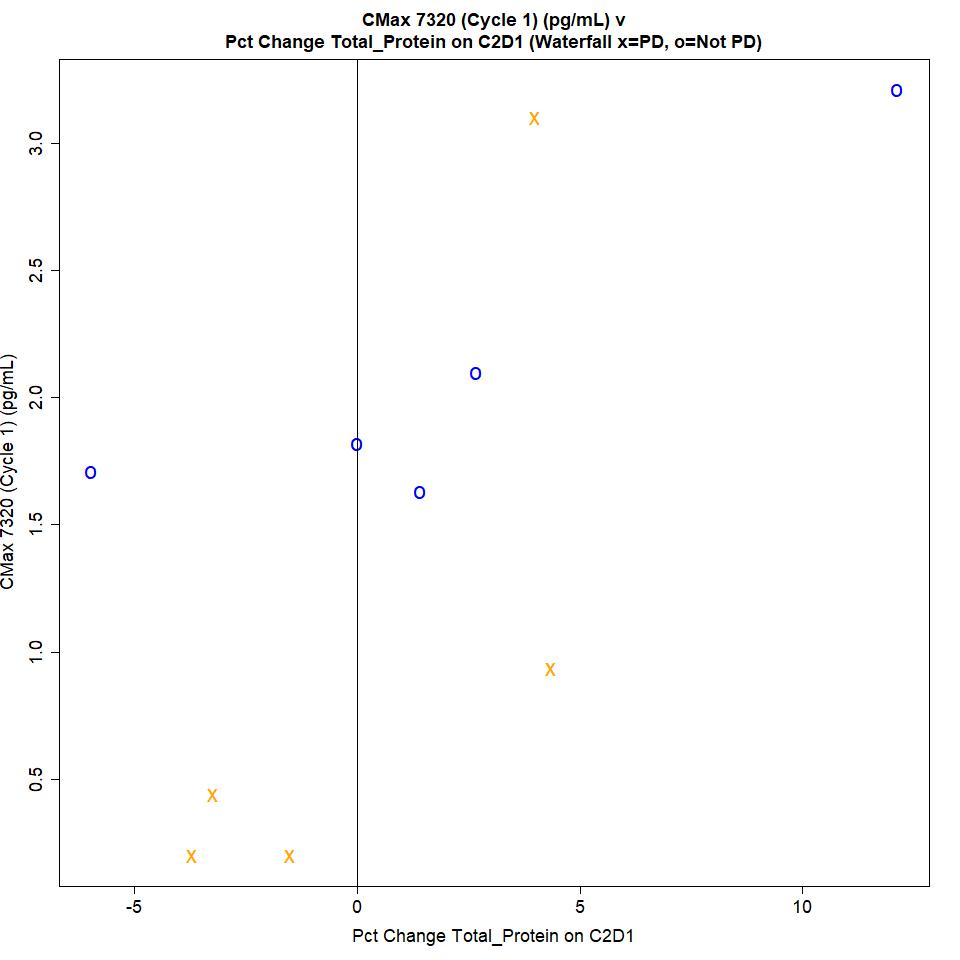 CMax 7320 (Cycle 1) (pg/mL) v
Pct Change Total_Protein on C2D1 (Waterfall x=PD, o=Not PD)
CMax 7320 (Cycle 1) (pg/mL)
3.0
2.5
2.0
1.5
1.0
0.5
O
X
O
O
O
O
X
X
X
X
-5
0
5
10
Pct Change Total_Protein on C2D1